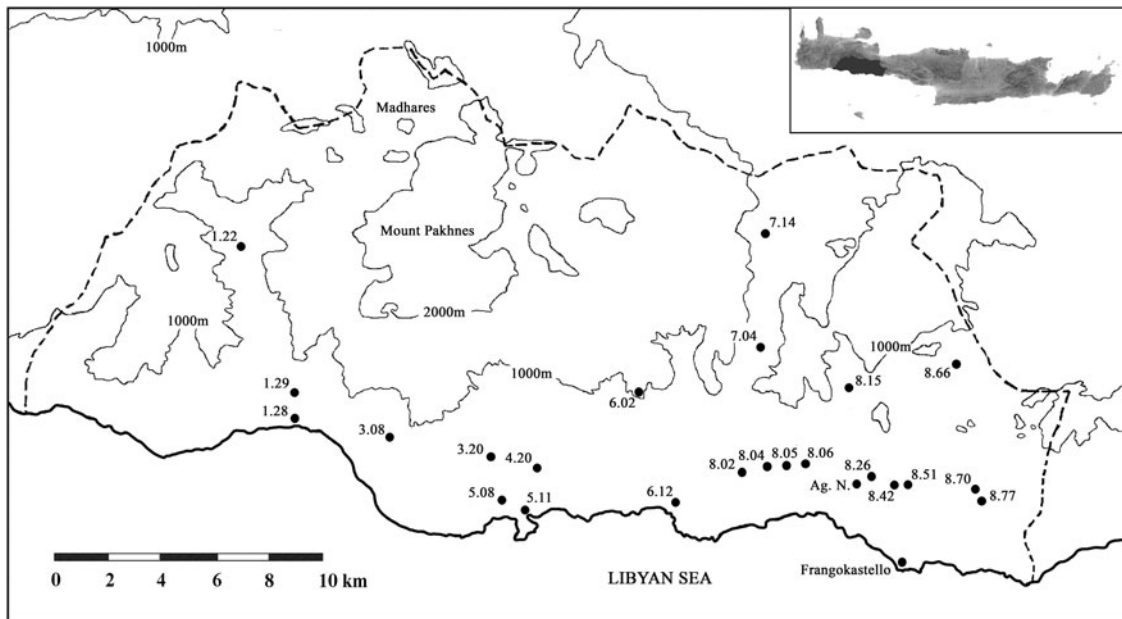 1000m
Madhares
Mount Pakhnes
7.14
1.22
2000m
1000m
7.04
1000m
1000m
8.66
8.15
1.29
6.02
1.28
3.08
3.20
4.20
8.02
8.04
8.05
8.06
8.26
Ag. N.
8.42
8.51
8.70
8.77
5.08
5.11
6.12
Frangokastello
0 2 4 6 8 10 km
LIBYAN SEA